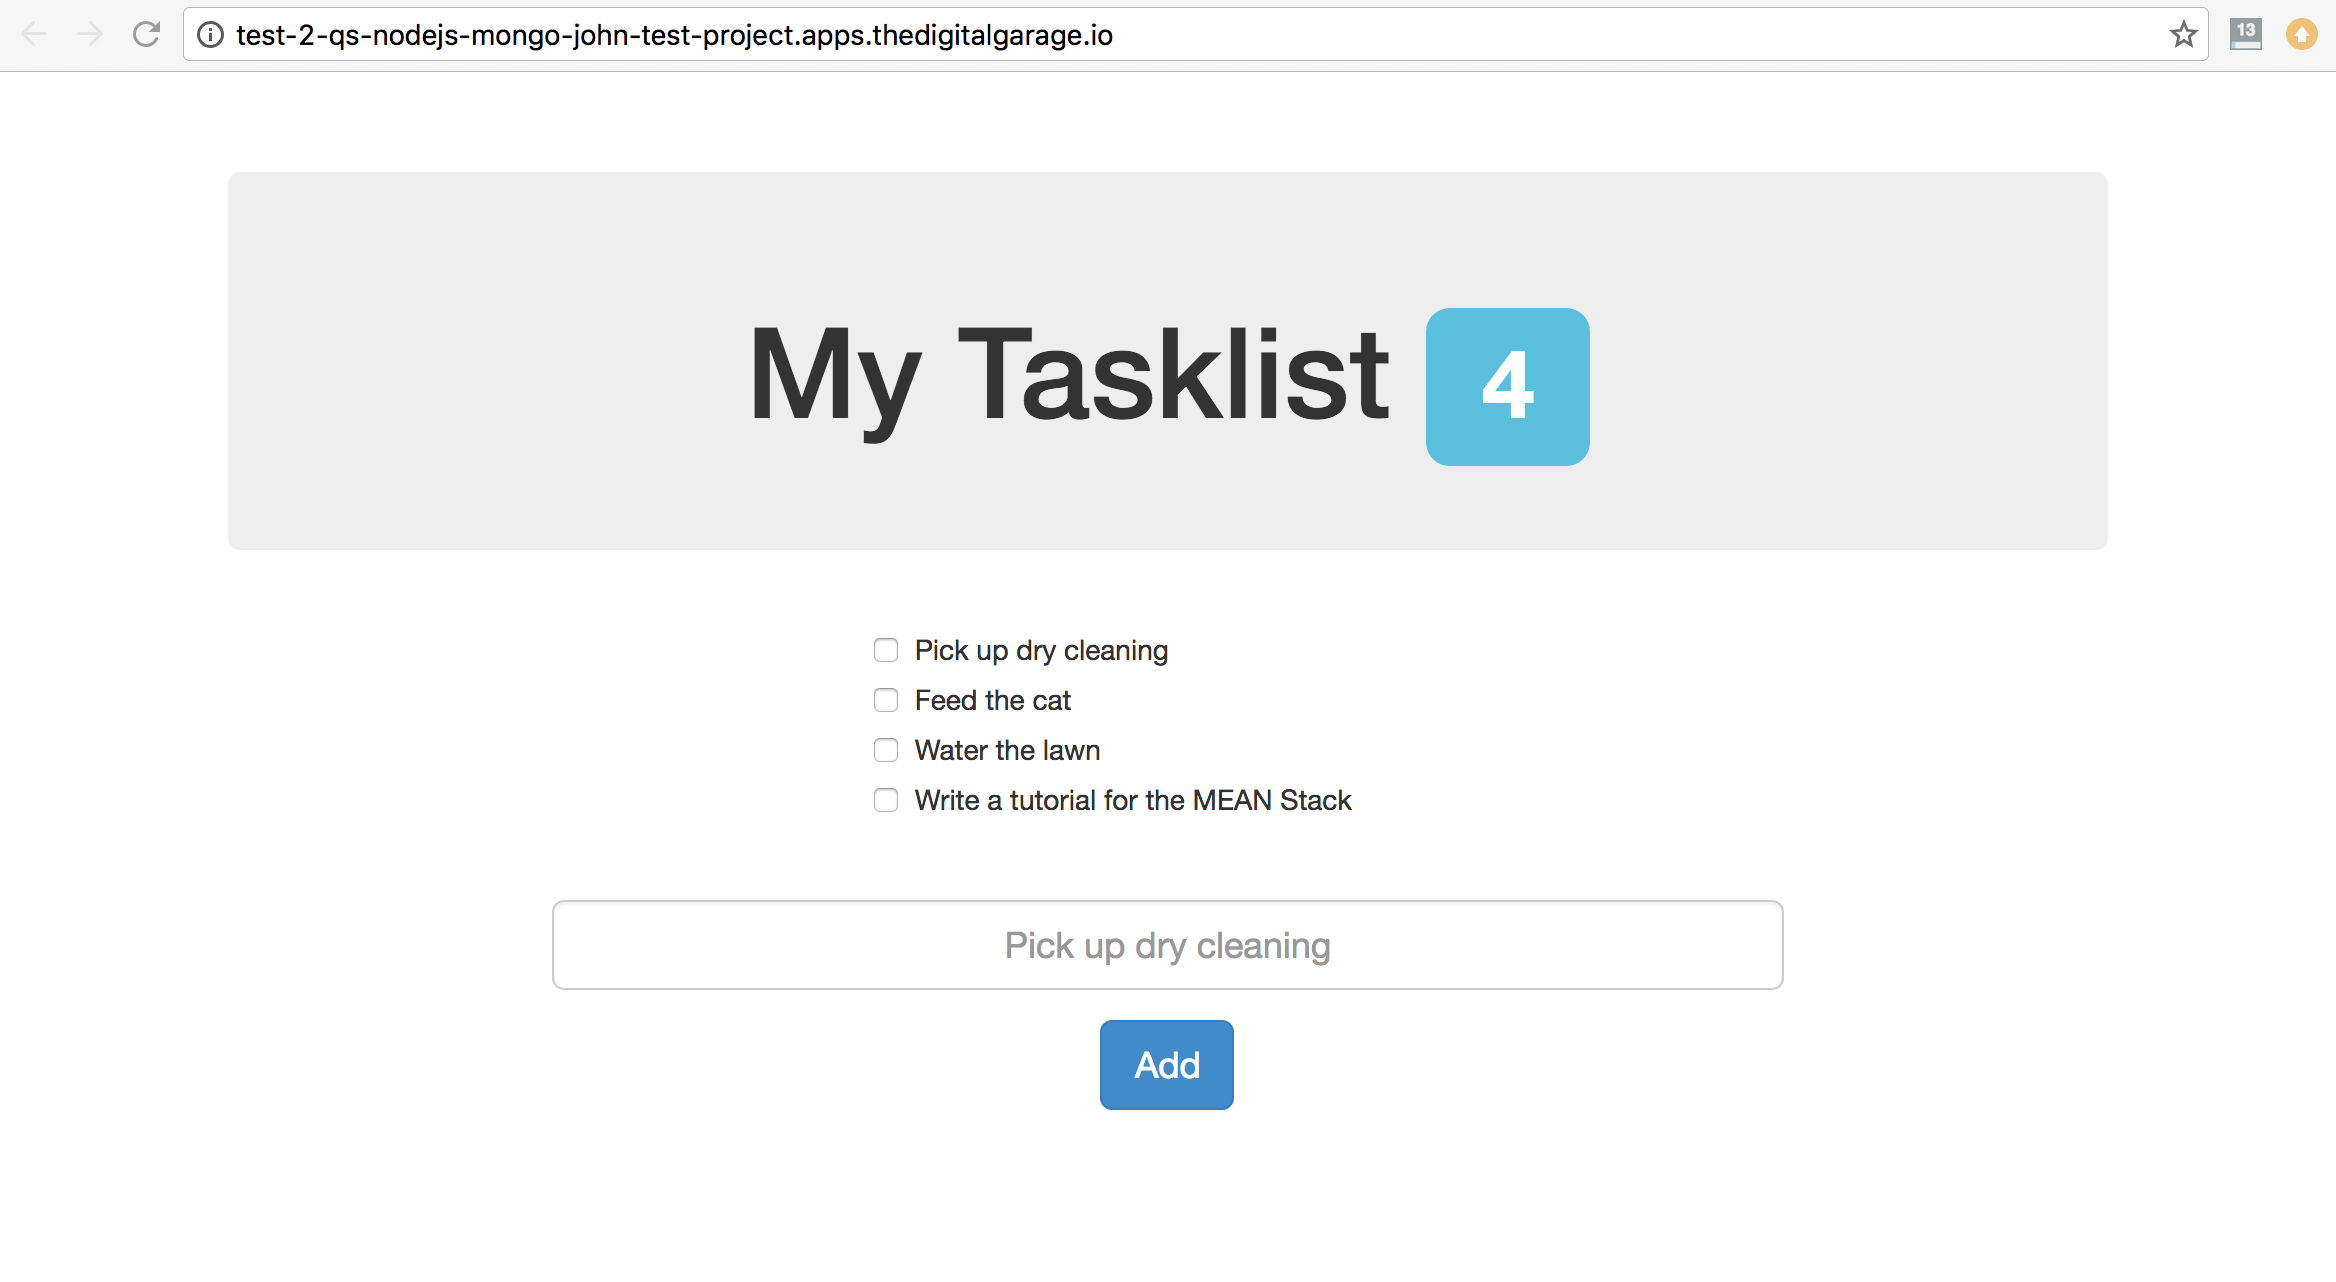 test-2-qs-nodejs-mongo-john-test-project.apps.thedigitalgarage.io
13
My Tasklist 4
Pick up dry cleaning
Feed the cat
Water the lawn
Write a tutorial for the MEAN Stack
Pick up dry cleaning
Add